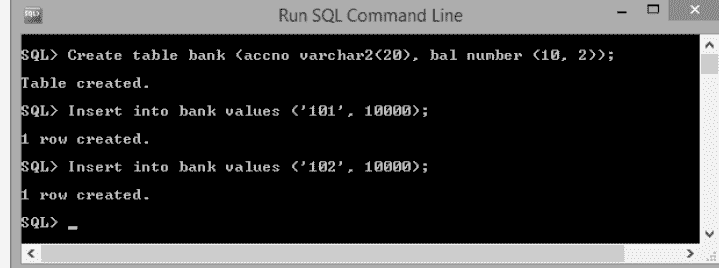 Run SQL Command Line
SQL> Create table bank (accno varchar2(20), bal number (10, 2));
Table created.
SQL> Insert into bank values ('101', 10000);
1 row created.
SQL> Insert into bank values ('102', 10000);
1 row created.
SQL> _